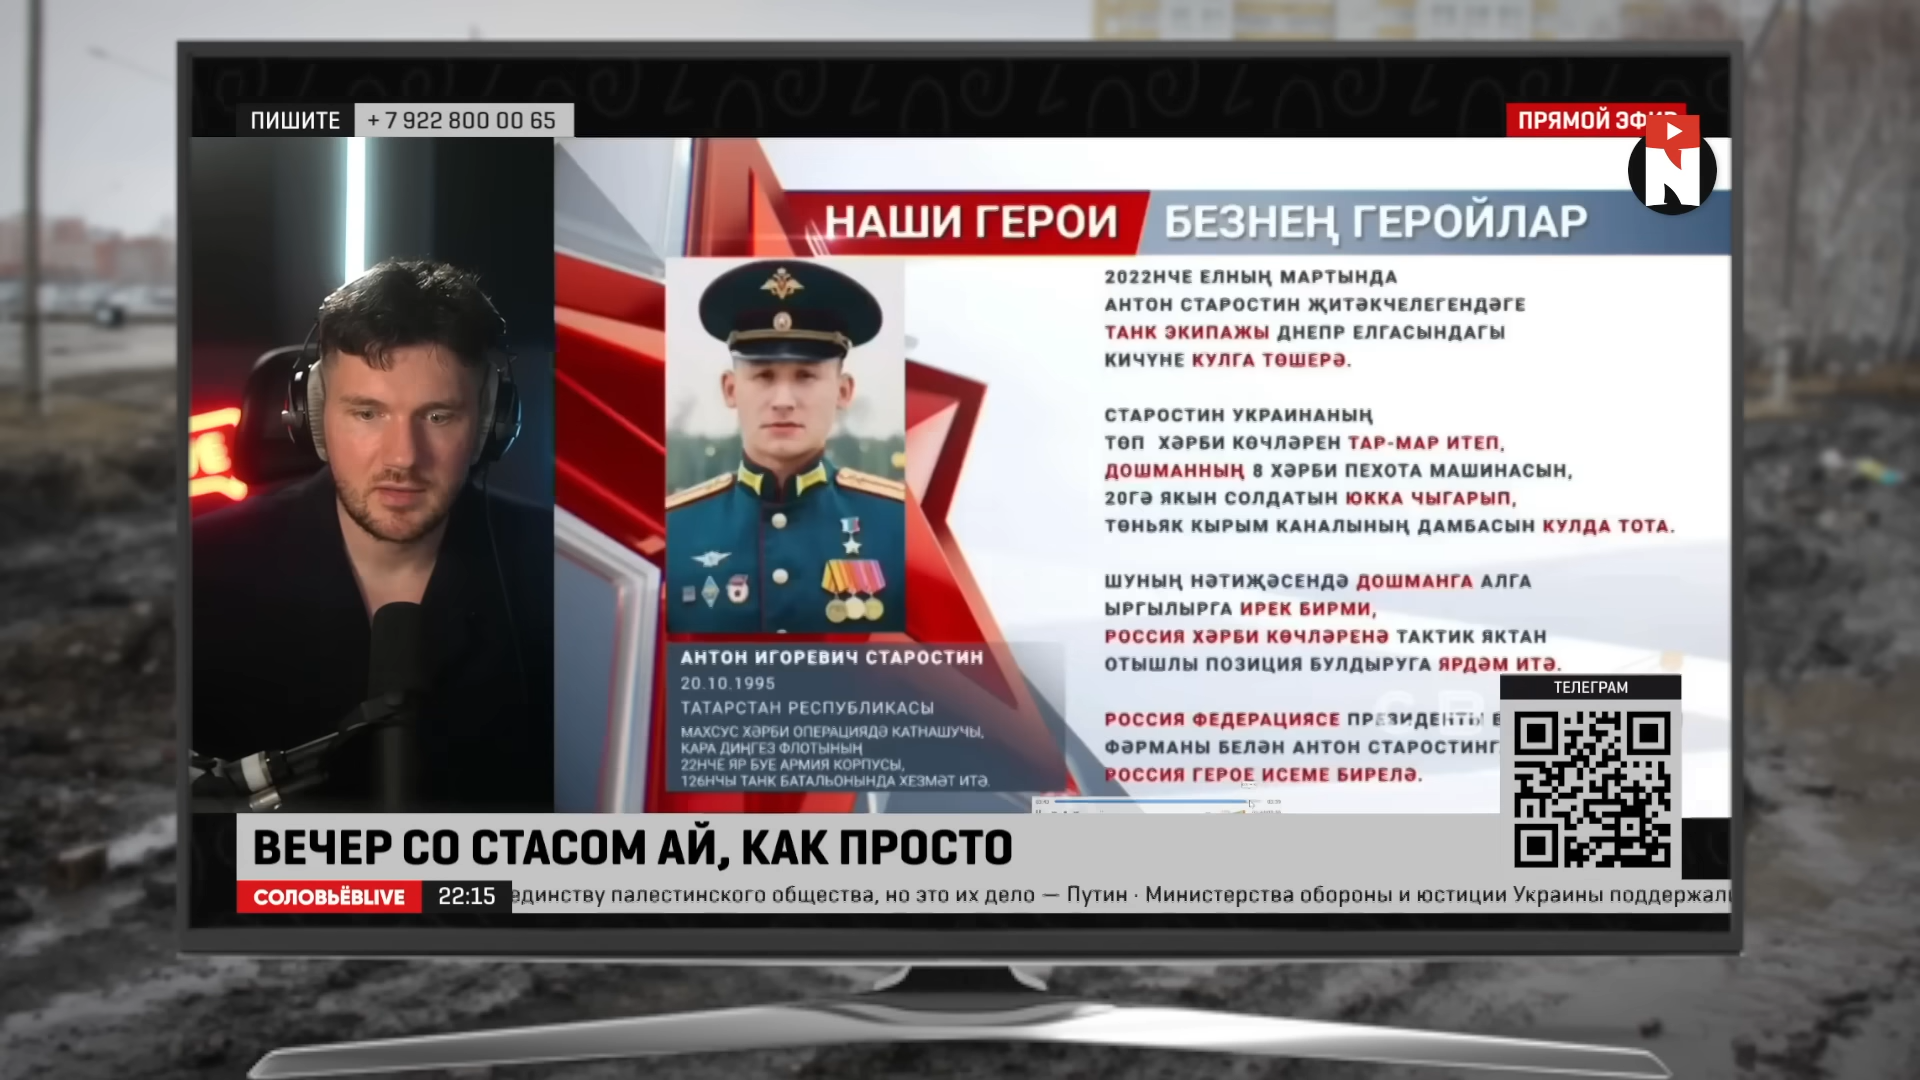 ПИШИТЕ
+ 7 922 800 00 65
ПРЯМОЙ
N
НАШИ ГЕРОИ
БЕЗНЕҢ ГЕРОЙЛАР
2022НЧЕ ЕЛНЫҢ МАРТЫНДА
АНТОН СТАРОСТИН ҖИТӘКЧЕЛЕГЕНДӘГЕ
ТАНК ЭКИПАЖЫ ДНЕПР ЕЛГАСЫНДАГЫ
КИЧҮНЕ КУЛГА ТӨШЕРӘ.
СТАРОСТИН УКРАИНАНЫҢ
ТӨП ХӘРБИ КӨЧЛӘРЕН ТАР-МАР ИТЕП,
ДОШМАННЫҢ 8 ХӘРБИ ПЕХОТА МАШИНАСЫН,
20ГӘ ЯКЫН СОЛДАТЫН ЮККА ЧЫГАРЫП,
ТӨНЬЯК КЫРЫМ КАНАЛЫНЫҢ ДАМБАСЫН КУЛДА ТОТА.
ШУНЫҢ НӘТИҖӘСЕНДӘ ДОШМАНГА АЛГА
ЫРГЫЛЫРГА ИРЕК БИРМИ,
РОССИЯ ХӘРБИ КӨЧЛӘРЕНӘ ТАКТИК ЯКТАН
ОТЫШЛЫ ПОЗИЦИЯ БУЛДЫРУГА ЯРДӘМ ИТӘ.
РОССИЯ ФЕДЕРАЦИЯСЕ ПРЕЗИДЕНТЫ В
ФӘРМАНЫ БЕЛӘН АНТОН СТАРОСТИНГ
РОССИЯ ГЕРОЕ ИСЕМЕ БИРЕЛӘ.
АНТОН ИГОРЕВИЧ СТАРОСТИН
20.10.1995
ТАТАРСТАН РЕСПУБЛИКАСЫ
МАХСУС ХӘРБИ ОПЕРАЦИЯДӘ КАТНАШУЧЫ,
КАРА ДИҢГЕЗ ФЛОТЫНЫҢ
22НЧЕ ЯР БУЕ АРМИЯ КОРПУСЫ,
126НЧЫ ТАНК БАТАЛЬОНЫНДА ХЕЗМӘТ ИТӘ.
ТЕЛЕГРАМ
ВЕЧЕР СО СТАСОМ АЙ, КАК ПРОСТО
СОЛОВЬЁВLIVE
22:15
единству палестинского общества, но это их дело — Путин · Министерства обороны и юстиции Украины поддержал